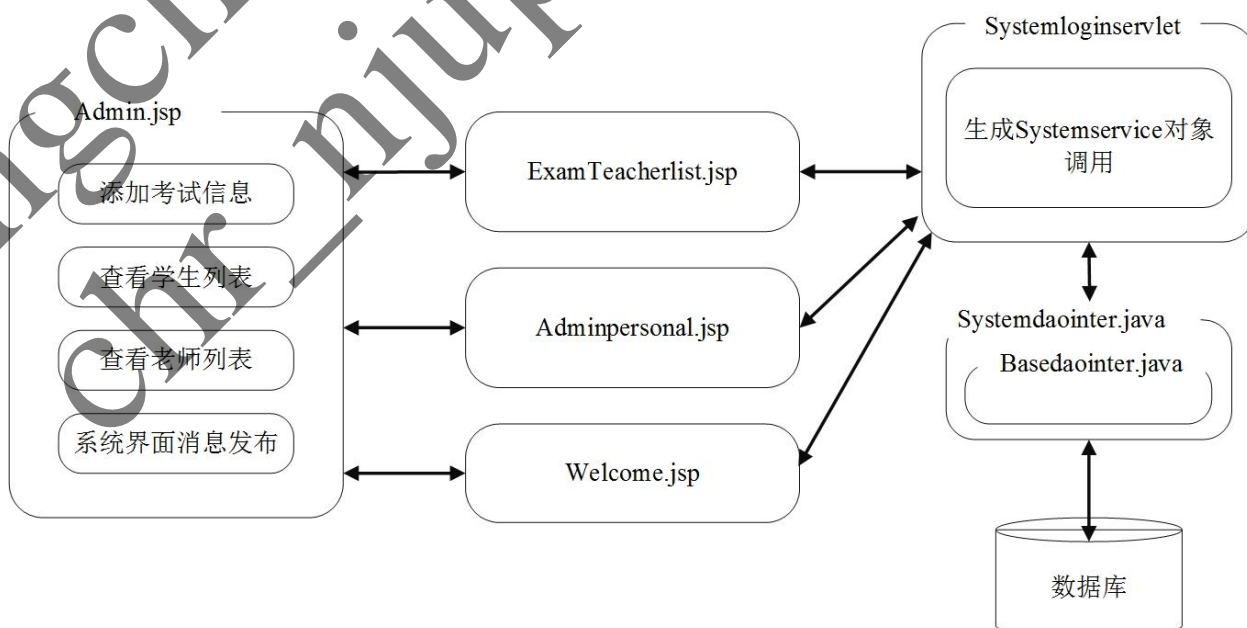 Systemloginservlet
生成Systemservice对象
调用
Admin.jsp
添加考试信息
查看学生列表
查看老师列表
系统界面消息发布
ExamTeacherlist.jsp
Adminpersonal.jsp
Welcome.jsp
Systemdaointer.java
Basedaointer.java
数据库
chr_njup